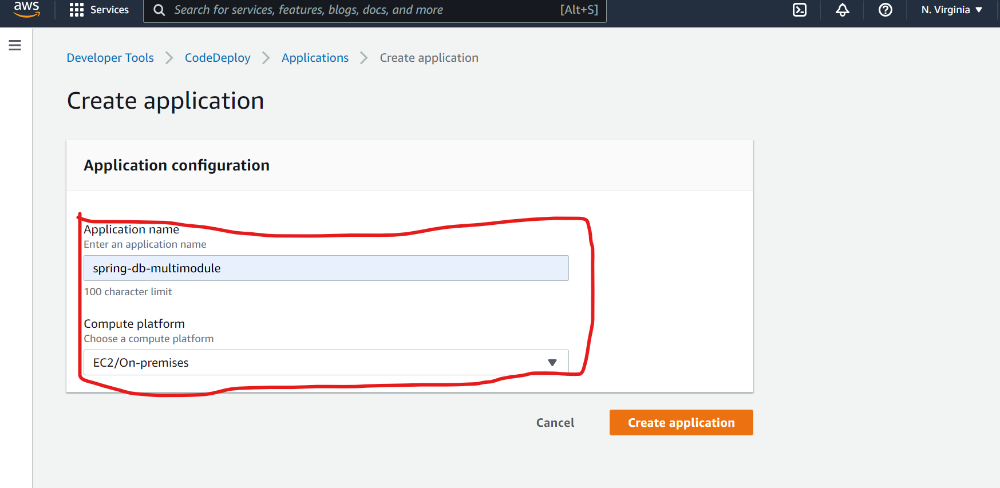 aws Services Search for services, features, blogs, docs, and more [Alt+S] N. Virginia
Developer Tools CodeDeploy Applications Create application
Create application
Application configuration
Application name
Enter an application name
spring-db-multimodule
100 character limit
Compute platform
Choose a compute platform
EC2/On-premises
Cancel Create application